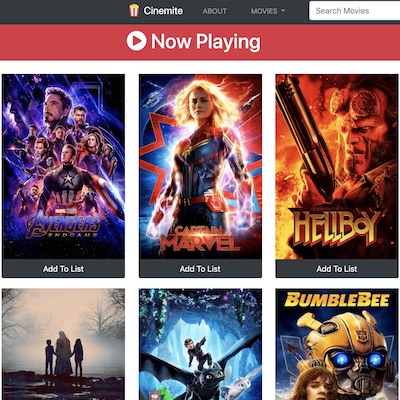 Cinemite ABOUT MOVIES Search Movies
Now Playing
AVENGERS
ENDGAME
CAPTAIN
MARVEL
HELLBOY
Add To List Add To List Add To List
BUMBLEBEE